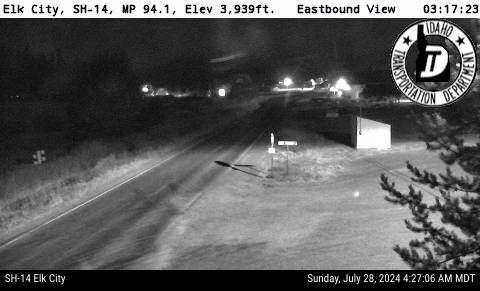 Elk City, SH-14, MP 94.1, Elev 3,939ft. Eastbound View 03:17:23
IDAHO
TRANSPORTATION DEPARTMENT
SH-14 Elk City Sunday, July 28, 2024 4:27:06 AM MDT